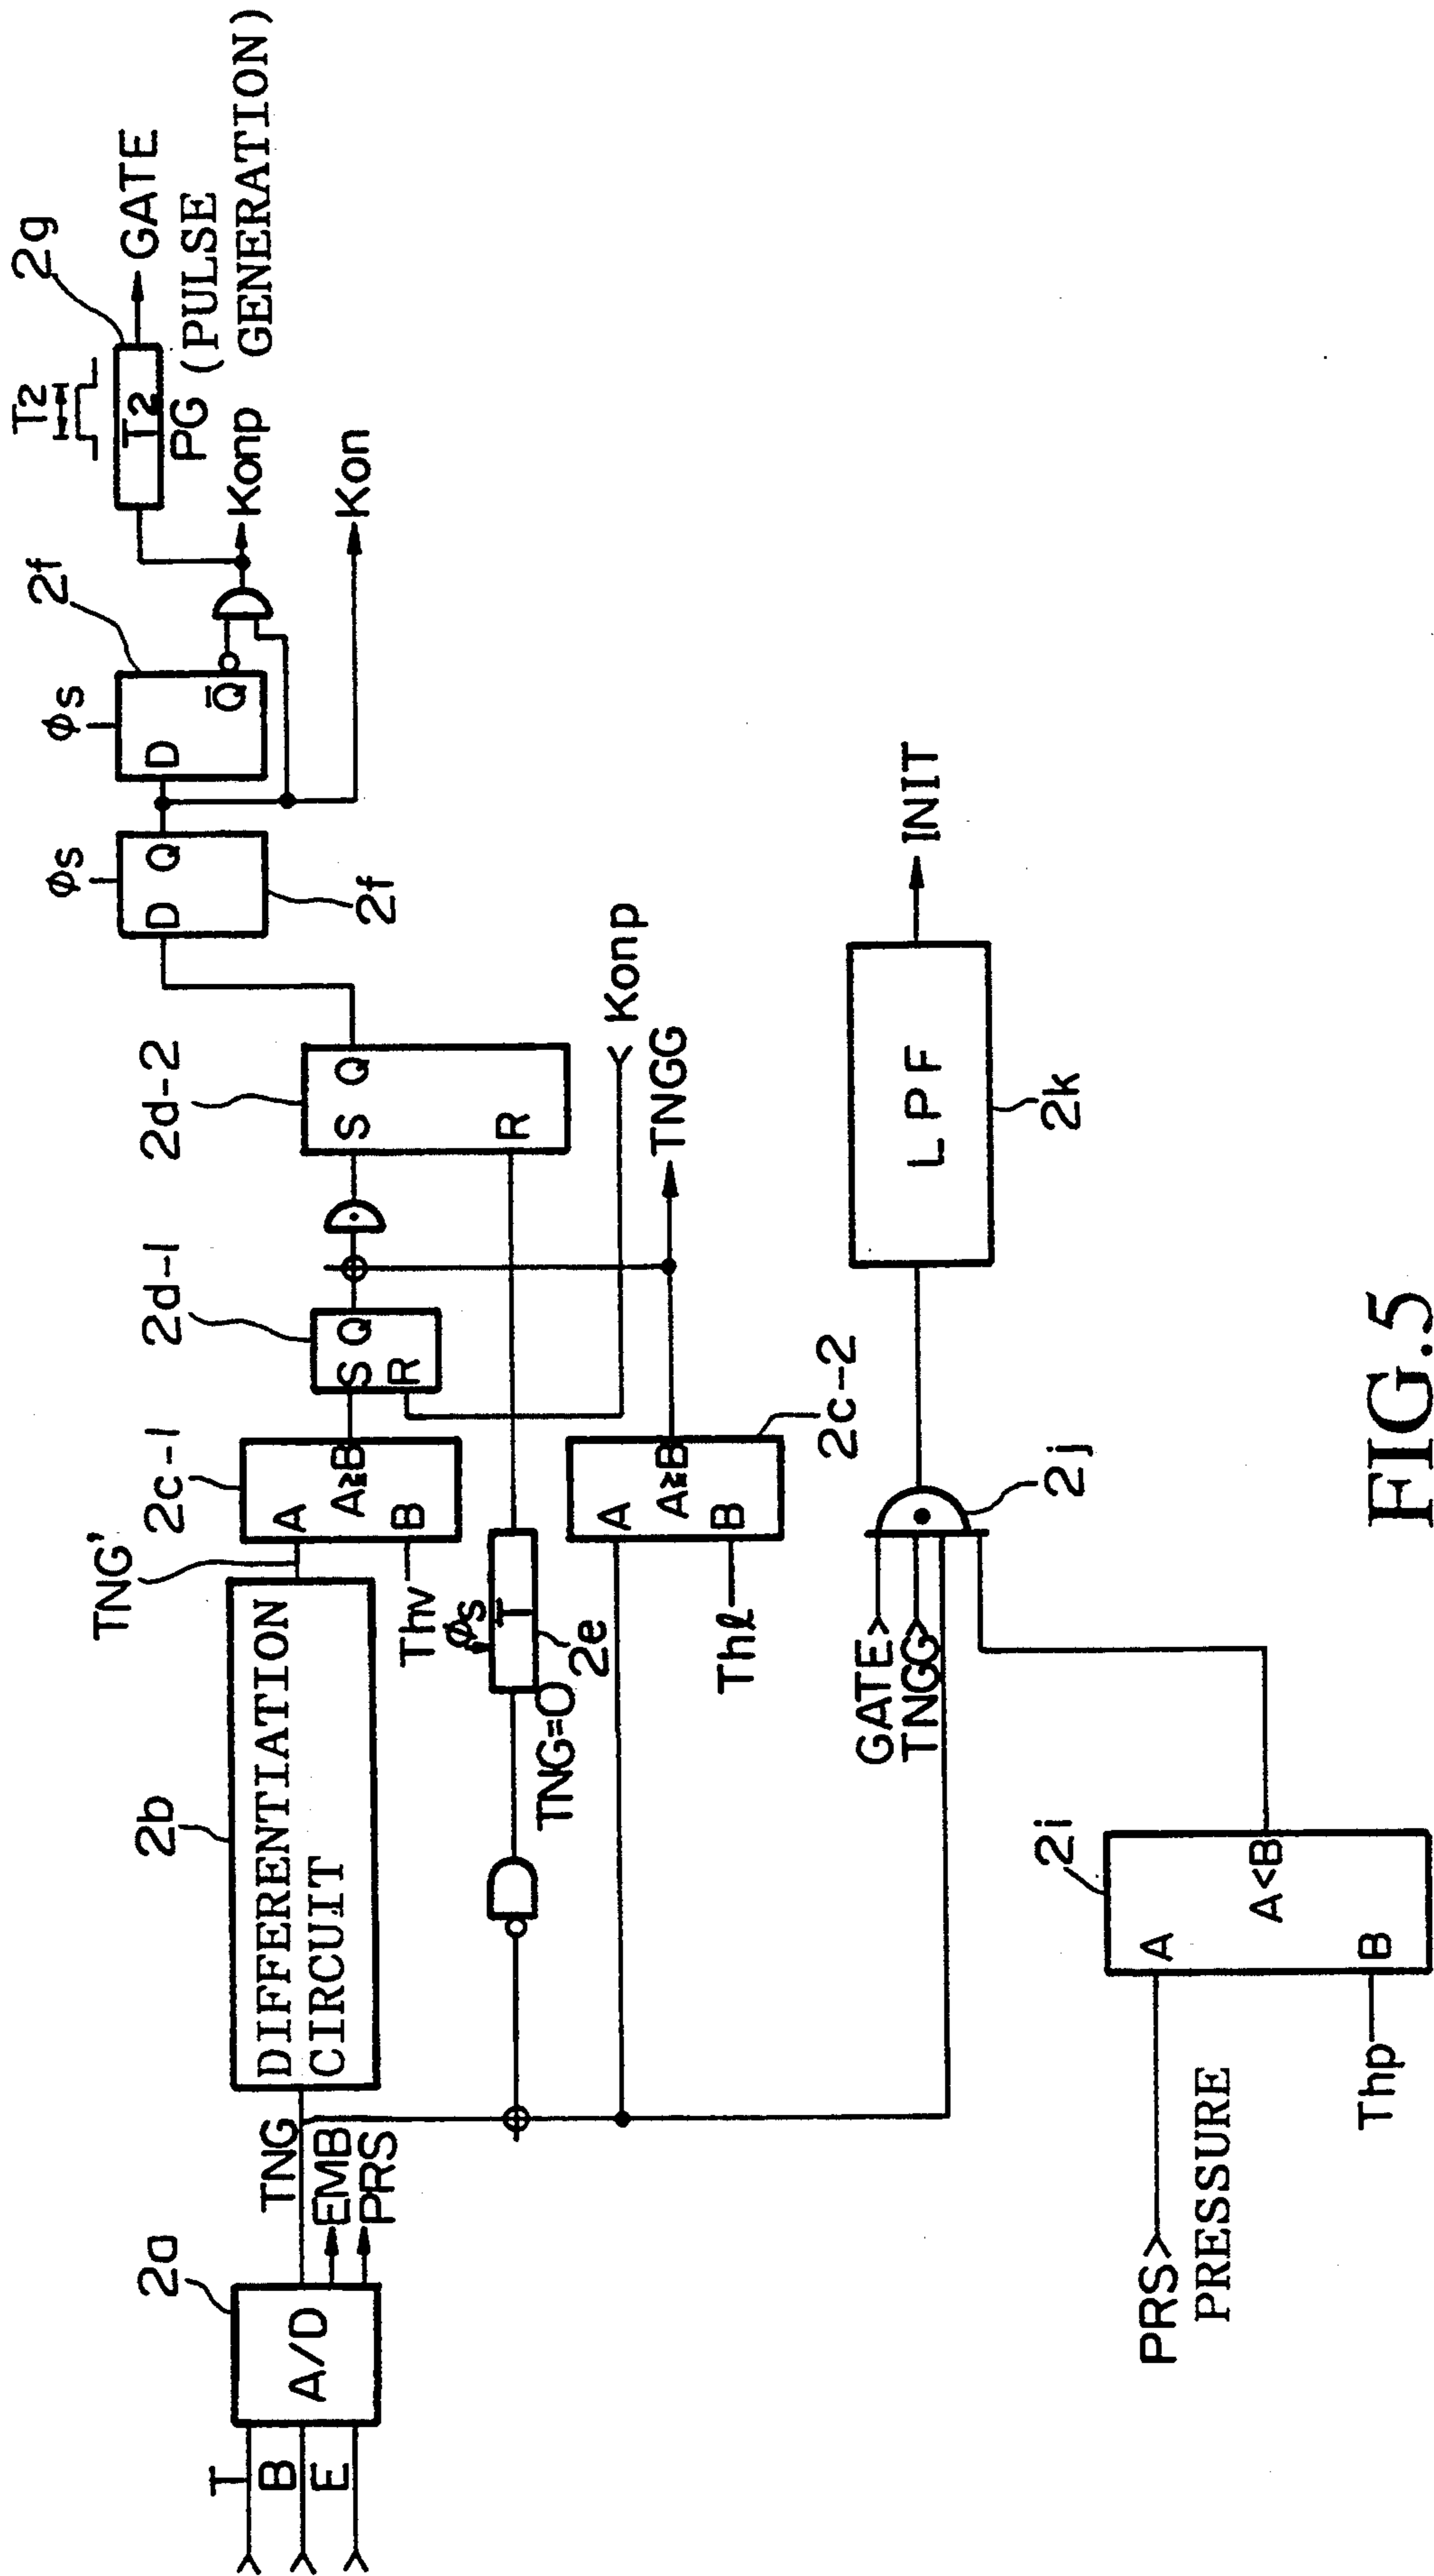 T
B
E
2a
A/D
TNG
EMB
PRS
2b
DIFFERENTIATION
CIRCUIT
TNG'
2c-1
A
A≧B
B
Thv
2d-1
S Q
R
2d-2
S Q
R
Konp
TNG=0
φs
T
2e
A
A≧B
B
Thℓ
2c-2
TNGG
φs
D Q
2f
φs
D
Q̄
2f
T2
T2
2g
GATE
PG (PULSE
GENERATION)
Konp
Kon
GATE
TNGG
2j
LPF
2k
INIT
PRS
PRESSURE
Thp
A
A<B
B
2i
FIG.5